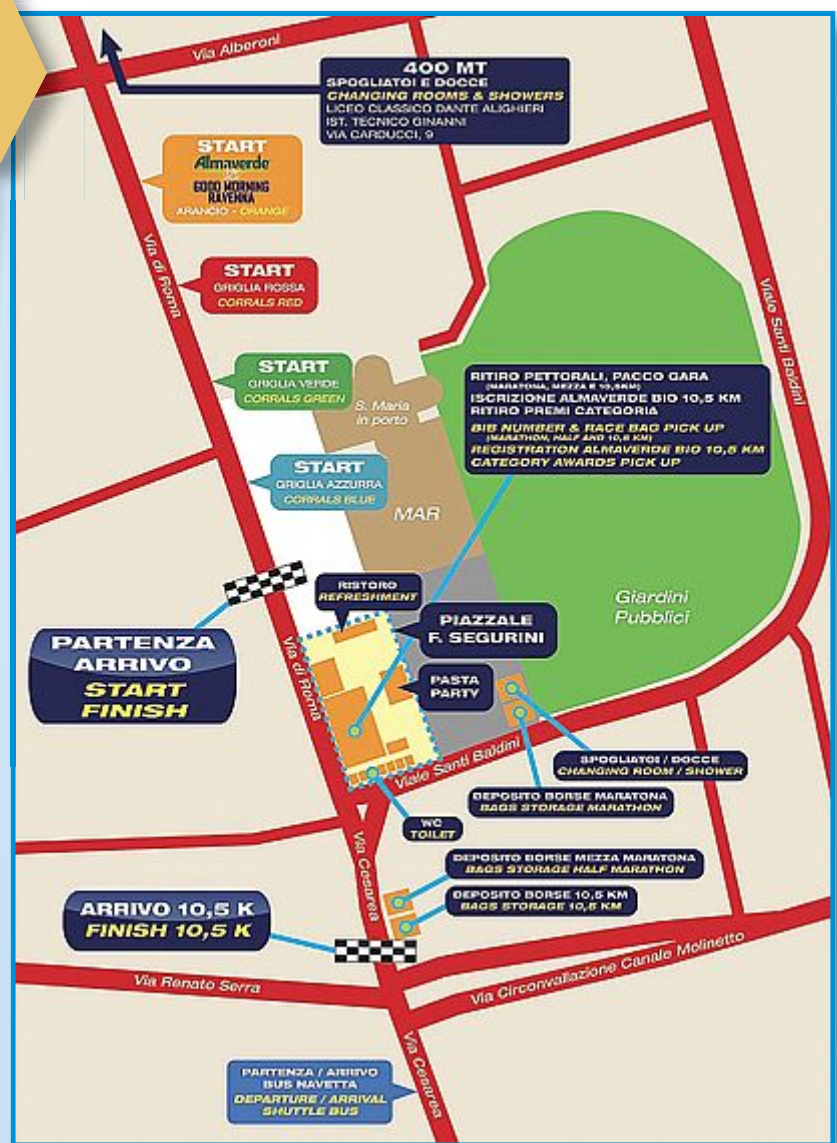 Via Alberoni
400 MT
SPOGLIATOI E DOCCE
CHANGING ROOMS & SHOWERS
LICEO CLASSICO DANTE ALIGHIERI
IST. TECNICO GINANNI
VIA CARDUCCI, 9
START
Almaverde
GOOD MORNING
RAVENNA
ARANCIO - ORANGE
Via di Roma
START
GRIGLIA ROSSA
CORRALS RED
Viale Santi Baldini
START
GRIGLIA VERDE
CORRALS GREEN
S. Maria
in porto
RITIRO PETTORALI, PACCO GARA
(MARATONA, MEZZA E 10,5KM)
ISCRIZIONE ALMAVERDE BIO 10,5 KM
RITIRO PREMI CATEGORIA
BIB NUMBER & RACE BAG PICK UP
(MARATHON, HALF AND 10,5 KM)
REGISTRATION ALMAVERDE BIO 10,5 KM
CATEGORY AWARDS PICK UP
START
GRIGLIA AZZURRA
CORRALS BLUE
MAR
RISTORO
REFRESHMENT
Giardini
Pubblici
PIAZZALE
F. SEGURINI
PARTENZA
ARRIVO
START
FINISH
Via di Roma
PASTA
PARTY
Viale Santi Baldini
SPOGLIATOI / DOCCE
CHANGING ROOM / SHOWER
DEPOSITO BORSE MARATONA
BAGS STORAGE MARATHON
WC
TOILET
Via Cesarea
DEPOSITO BORSE MEZZA MARATONA
BAGS STORAGE HALF MARATHON
DEPOSITO BORSE 10,5 KM
BAGS STORAGE 10,5 KM
ARRIVO 10,5 K
FINISH 10,5 K
Via Renato Serra
Via Circonvallazione Canale Molinetto
PARTENZA / ARRIVO
BUS NAVETTA
DEPARTURE / ARRIVAL
SHUTTLE BUS
Via Cesarea